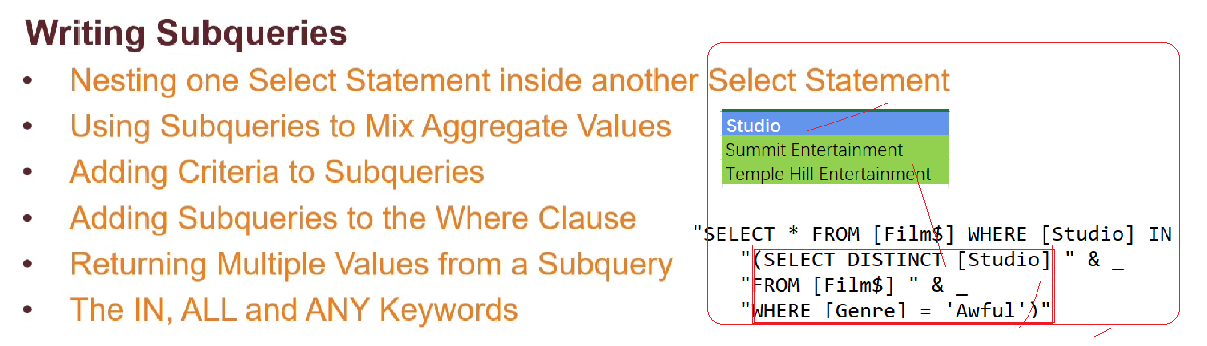 Writing Subqueries
• Nesting one Select Statement inside another Select Statement
• Using Subqueries to Mix Aggregate Values
• Adding Criteria to Subqueries
• Adding Subqueries to the Where Clause
• Returning Multiple Values from a Subquery
• The IN, ALL and ANY Keywords
Studio
Summit Entertainment
Temple Hill Entertainment
"SELECT * FROM [Film$] WHERE [Studio] IN
"(SELECT DISTINCT [Studio] " & _
"FROM [Film$] " & _
"WHERE [Genre] = 'Awful')"